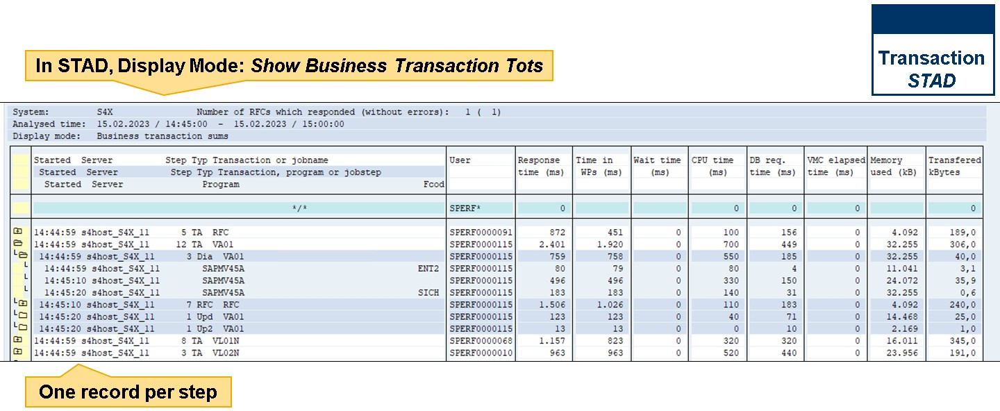 Transaction
STAD
In STAD, Display Mode: Show Business Transaction Tots
System: S4X Number of RFCs which responded (without errors): 1 ( 1)
Analysed time: 15.02.2023 / 14:45:00 - 15.02.2023 / 15:00:00
Display mode: Business transaction sums
Started Server Step Typ Transaction or jobname User Response Time in Wait time CPU time DB req. VMC elapsed Memory Transfered
Started Server Step Typ Transaction, program or jobstep time (ms) WPs (ms) (ms) (ms) time (ms) time (ms) used (kB) kBytes
Started Server Program Fcod
*/* SPERF* 0 0 0 0 0
14:44:59 s4host_S4X_11 5 TA RFC SPERF0000091 872 451 0 100 156 0 4.092 189,0
14:44:59 s4host_S4X_11 12 TA VA01 SPERF0000115 2.401 1.920 0 700 449 0 32.255 306,0
14:44:59 s4host_S4X_11 3 Dia VA01 SPERF0000115 759 758 0 550 185 0 32.255 40,0
14:44:59 s4host_S4X_11 SAPMV45A ENT2 SPERF0000115 80 79 0 80 4 0 11.041 3,1
14:45:10 s4host_S4X_11 SAPMV45A SPERF0000115 496 496 0 330 150 0 24.072 35,9
14:45:20 s4host_S4X_11 SAPMV45A SICH SPERF0000115 183 183 0 140 31 0 32.255 0,6
14:45:10 s4host_S4X_11 7 RFC RFC SPERF0000115 1.506 1.026 0 110 183 0 4.092 240,0
14:45:20 s4host_S4X_11 1 Upd VA01 SPERF0000115 123 123 0 40 71 0 14.468 25,0
14:45:20 s4host_S4X_11 1 Up2 VA01 SPERF0000115 13 13 0 0 10 0 2.169 1,0
14:44:59 s4host_S4X_11 8 TA VL01N SPERF0000068 1.157 823 0 320 320 0 16.011 345,0
14:44:59 s4host_S4X_11 3 TA VL02N SPERF0000010 963 963 0 520 440 0 23.956 191,0
One record per step